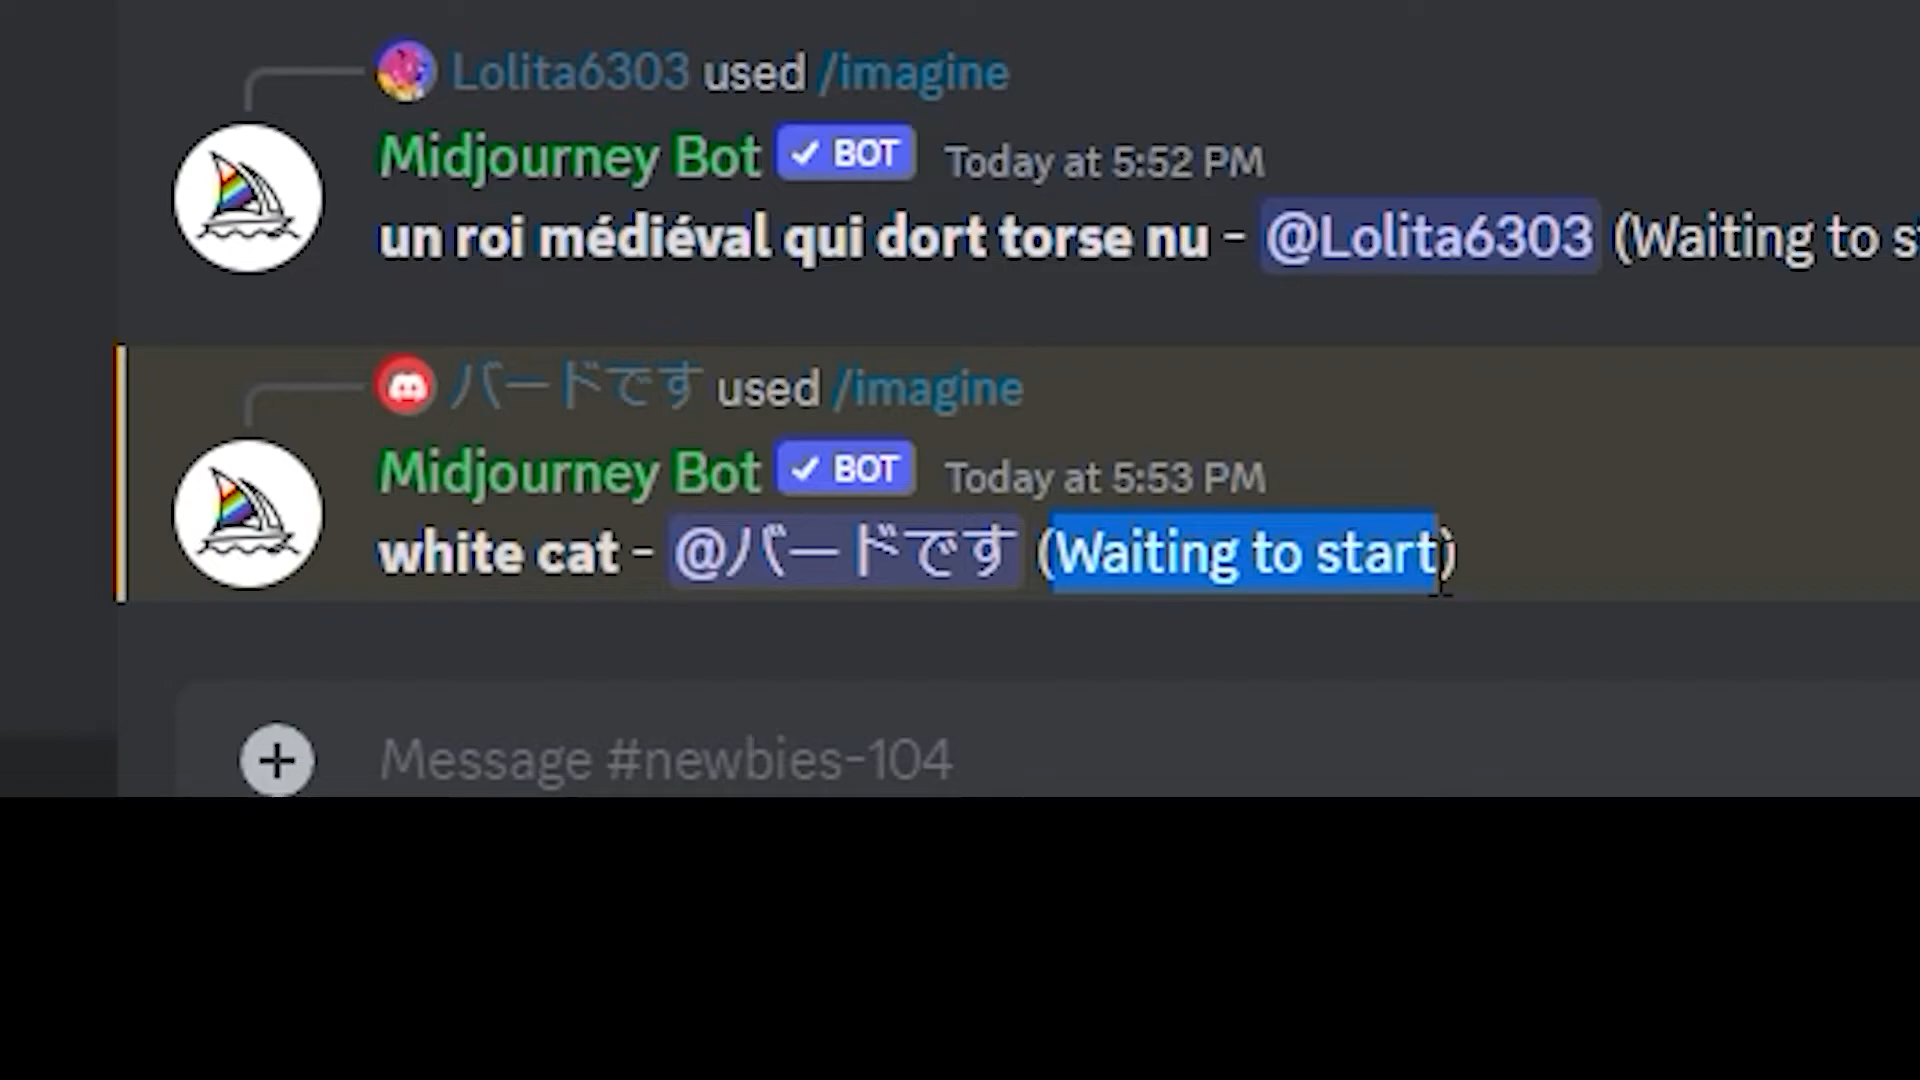 Lolita6303 used /imagine
Midjourney Bot ✓ BOT Today at 5:52 PM
un roi médiéval qui dort torse nu - @Lolita6303 (Waiting to
バードです used /imagine
Midjourney Bot ✓ BOT Today at 5:53 PM
white cat - @バードです (Waiting to start)
Message #newbies-104